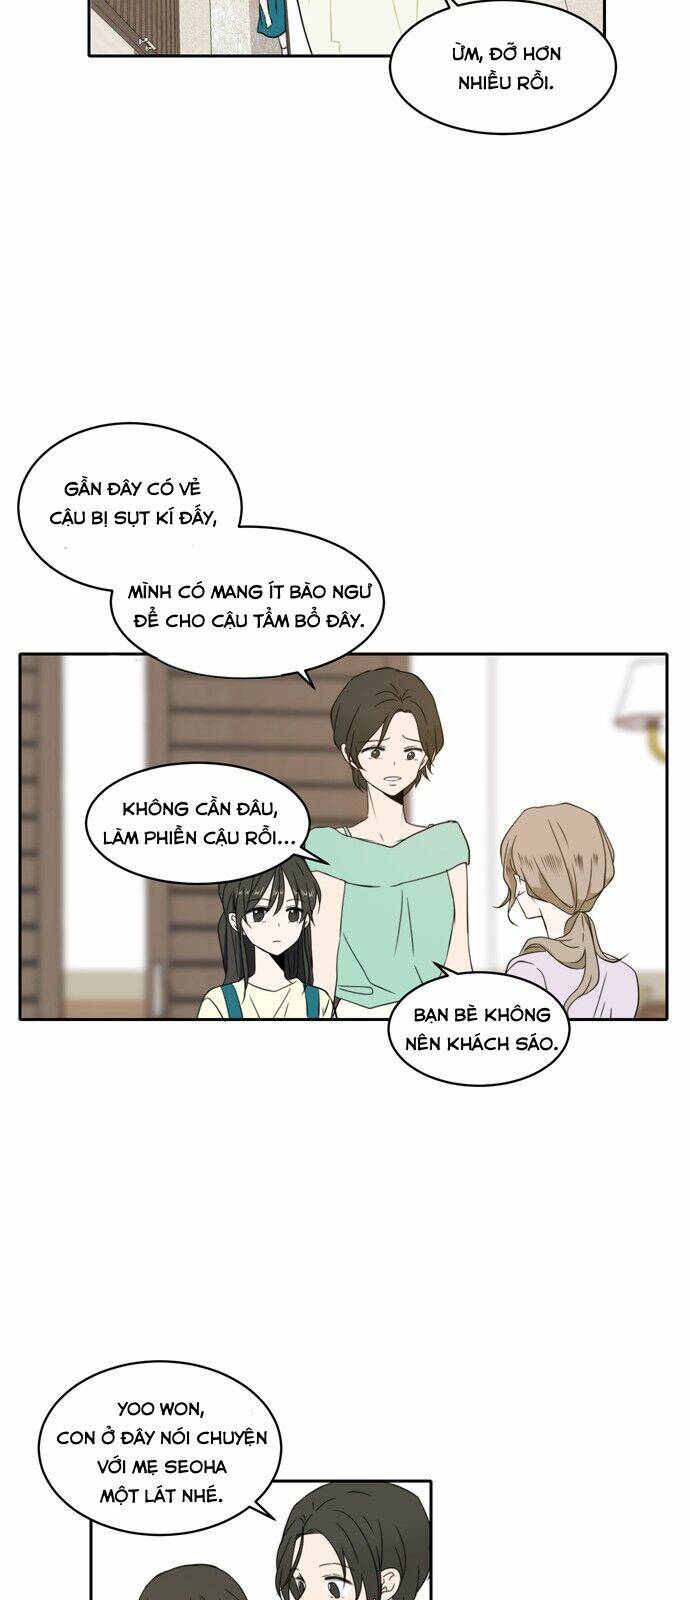 ỪM, ĐỠ HƠN
NHIỀU RỒI.
GẦN ĐÂY CÓ VẺ
CẬU BỊ SỤT KÍ ĐẤY,
MÌNH CÓ MANG ÍT BÀO NGƯ
ĐỂ CHO CẬU TẨM BỔ ĐÂY.
KHÔNG CẦN ĐÂU,
LÀM PHIỀN CẬU RỒI...
BẠN BÈ KHÔNG
NÊN KHÁCH SÁO.
YOO WON,
CON Ở ĐÂY NÓI CHUYỆN
VỚI MẸ SEOHA
MỘT LÁT NHÉ.